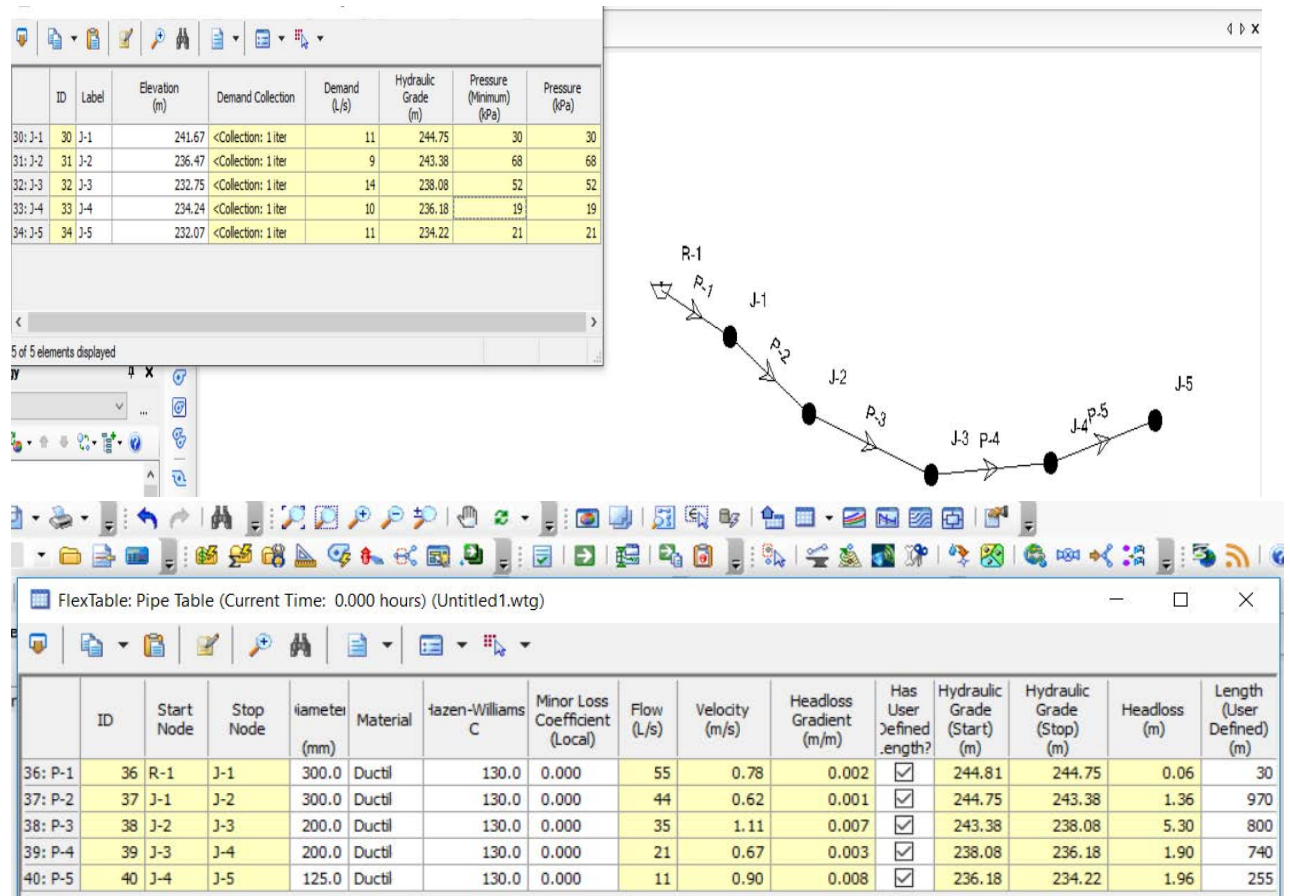 ID Label Elevation (m) Demand Collection Demand (L/s) Hydraulic Grade (m) Pressure (Minimum) (kPa) Pressure (kPa)
30: J-1 30 J-1 241.67 <Collection: 1 iter 11 244.75 30 30
31: J-2 31 J-2 236.47 <Collection: 1 iter 9 243.38 68 68
32: J-3 32 J-3 232.75 <Collection: 1 iter 14 238.08 52 52
33: J-4 33 J-4 234.24 <Collection: 1 iter 10 236.18 19 19
34: J-5 34 J-5 232.07 <Collection: 1 iter 11 234.22 21 21
5 of 5 elements displayed
R-1
P-1
J-1
P-2
J-2
P-3
J-3 P-4
J-4 P-5
J-5
FlexTable: Pipe Table (Current Time: 0.000 hours) (Untitled1.wtg)
ID Start Node Stop Node iameter (mm) Material Hazen-Williams C Minor Loss Coefficient (Local) Flow (L/s) Velocity (m/s) Headloss Gradient (m/m) Has User Defined Length? Hydraulic Grade (Start) (m) Hydraulic Grade (Stop) (m) Headloss (m) Length (User Defined) (m)
36: P-1 36 R-1 J-1 300.0 Ductil 130.0 0.000 55 0.78 0.002 244.81 244.75 0.06 30
37: P-2 37 J-1 J-2 300.0 Ductil 130.0 0.000 44 0.62 0.001 244.75 243.38 1.36 970
38: P-3 38 J-2 J-3 200.0 Ductil 130.0 0.000 35 1.11 0.007 243.38 238.08 5.30 800
39: P-4 39 J-3 J-4 200.0 Ductil 130.0 0.000 21 0.67 0.003 238.08 236.18 1.90 740
40: P-5 40 J-4 J-5 125.0 Ductil 130.0 0.000 11 0.90 0.008 236.18 234.22 1.96 255